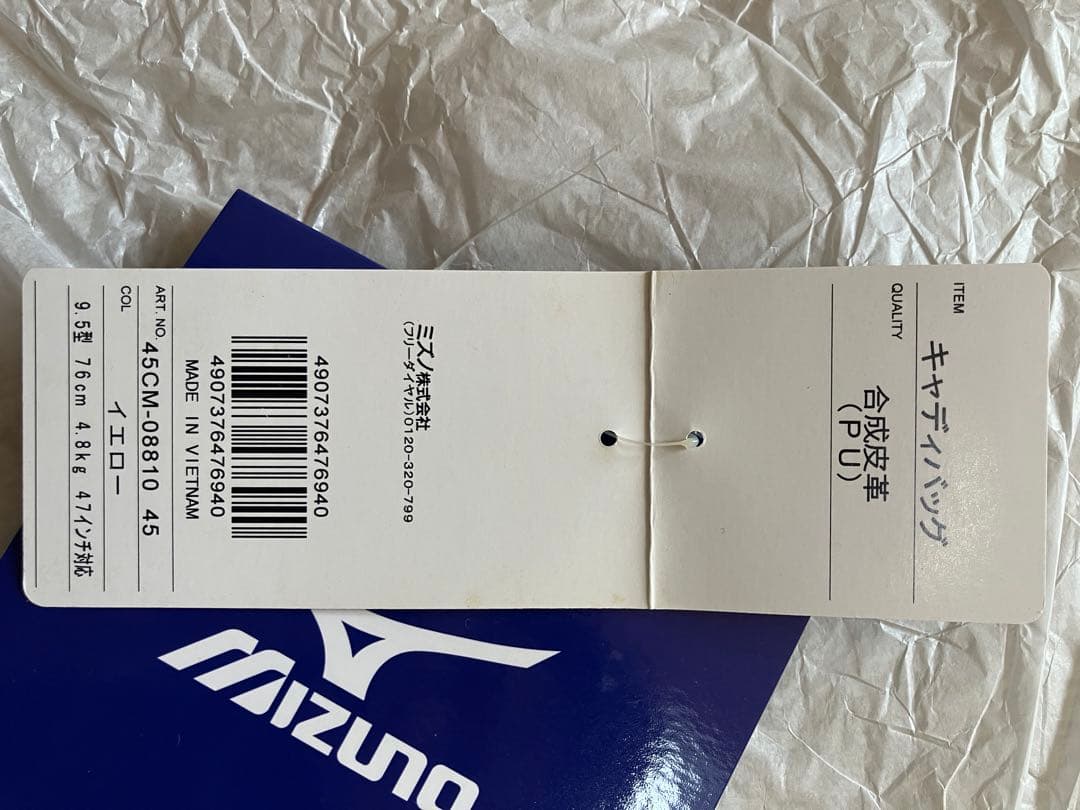 ITEM
キャディバッグ
QUALITY
合成皮革
(PU)
ミズノ株式会社
(フリーダイヤル)0120-320-799
4907376476940
4907376476940
MADE IN VIETNAM
ART. NO.
45CM-08810 45
COL
イエロー
9.5型 76cm 4.8kg 47インチ対応
MIZUNO